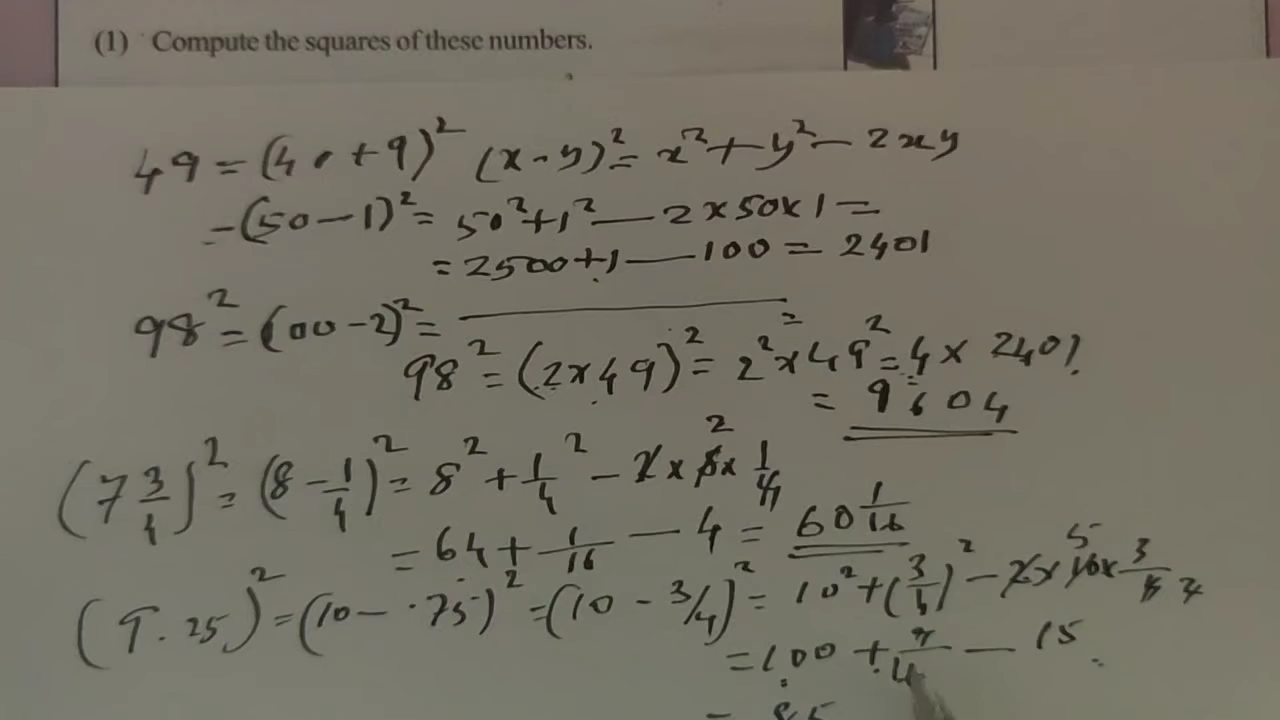 (1) Compute the squares of these numbers.
49 = (40 + 9)² (x - y)² = x² + y² - 2xy
= (50 - 1)² = 50² + 1² - 2 x 50 x 1 =
= 2500 + 1 - 100 = 2401
98² = (100 - 2)² =
98² = (2 x 49)² = 2² x 49² = 4 x 2401
= 9604
(7 3/4)² = (8 - 1/4)² = 8² + 1/4² - 2 x 8 x 1/4
= 64 + 1/16 - 4 = 60 1/16
(9.25)² = (10 - .75)² = (10 - 3/4)² = 10² + (3/4)² - 2 x 10 x 3/4
= 100 + 9/4 - 15
= 85